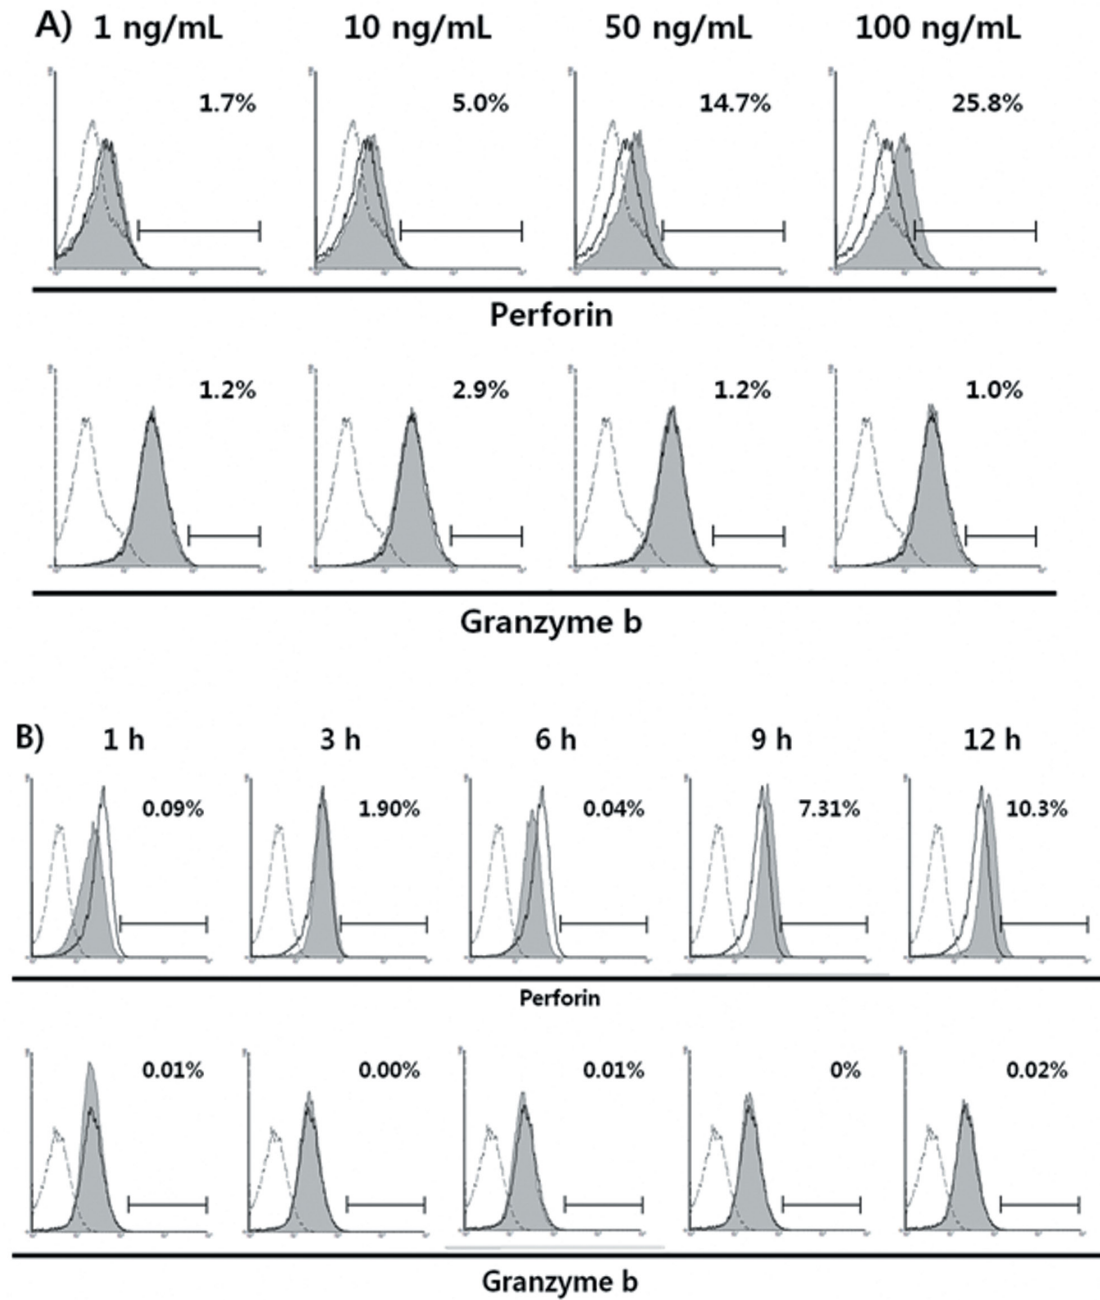 A) 1 ng/mL 10 ng/mL 50 ng/mL 100 ng/mL
1.7% 5.0% 14.7% 25.8%
Perforin
1.2% 2.9% 1.2% 1.0%
Granzyme b
B) 1 h 3 h 6 h 9 h 12 h
0.09% 1.90% 0.04% 7.31% 10.3%
Perforin
0.01% 0.00% 0.01% 0% 0.02%
Granzyme b